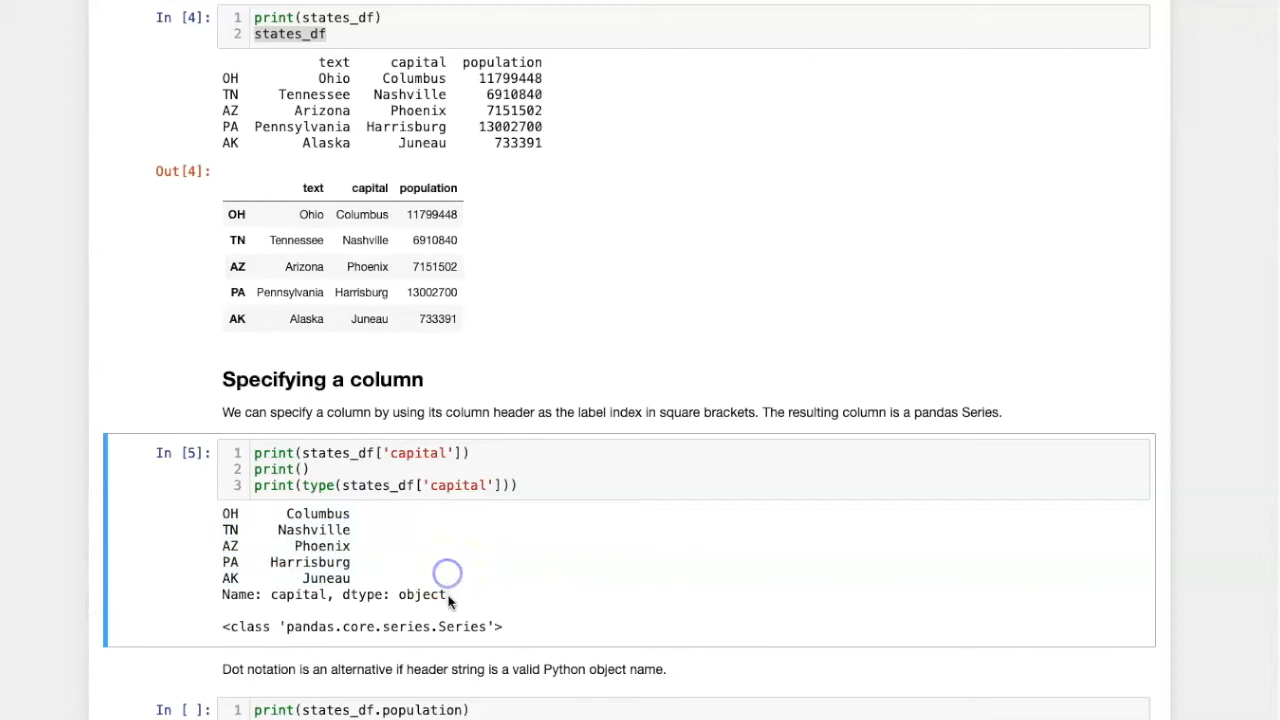 In [4]:
1 print(states_df)
2 states_df
text capital population
OH Ohio Columbus 11799448
TN Tennessee Nashville 6910840
AZ Arizona Phoenix 7151502
PA Pennsylvania Harrisburg 13002700
AK Alaska Juneau 733391
Out[4]:
text capital population
OH Ohio Columbus 11799448
TN Tennessee Nashville 6910840
AZ Arizona Phoenix 7151502
PA Pennsylvania Harrisburg 13002700
AK Alaska Juneau 733391
Specifying a column
We can specify a column by using its column header as the label index in square brackets. The resulting column is a pandas Series.
In [5]:
1 print(states_df['capital'])
2 print()
3 print(type(states_df['capital']))
OH Columbus
TN Nashville
AZ Phoenix
PA Harrisburg
AK Juneau
Name: capital, dtype: object
<class 'pandas.core.series.Series'>
Dot notation is an alternative if header string is a valid Python object name.
In [ ]:
1 print(states_df.population)